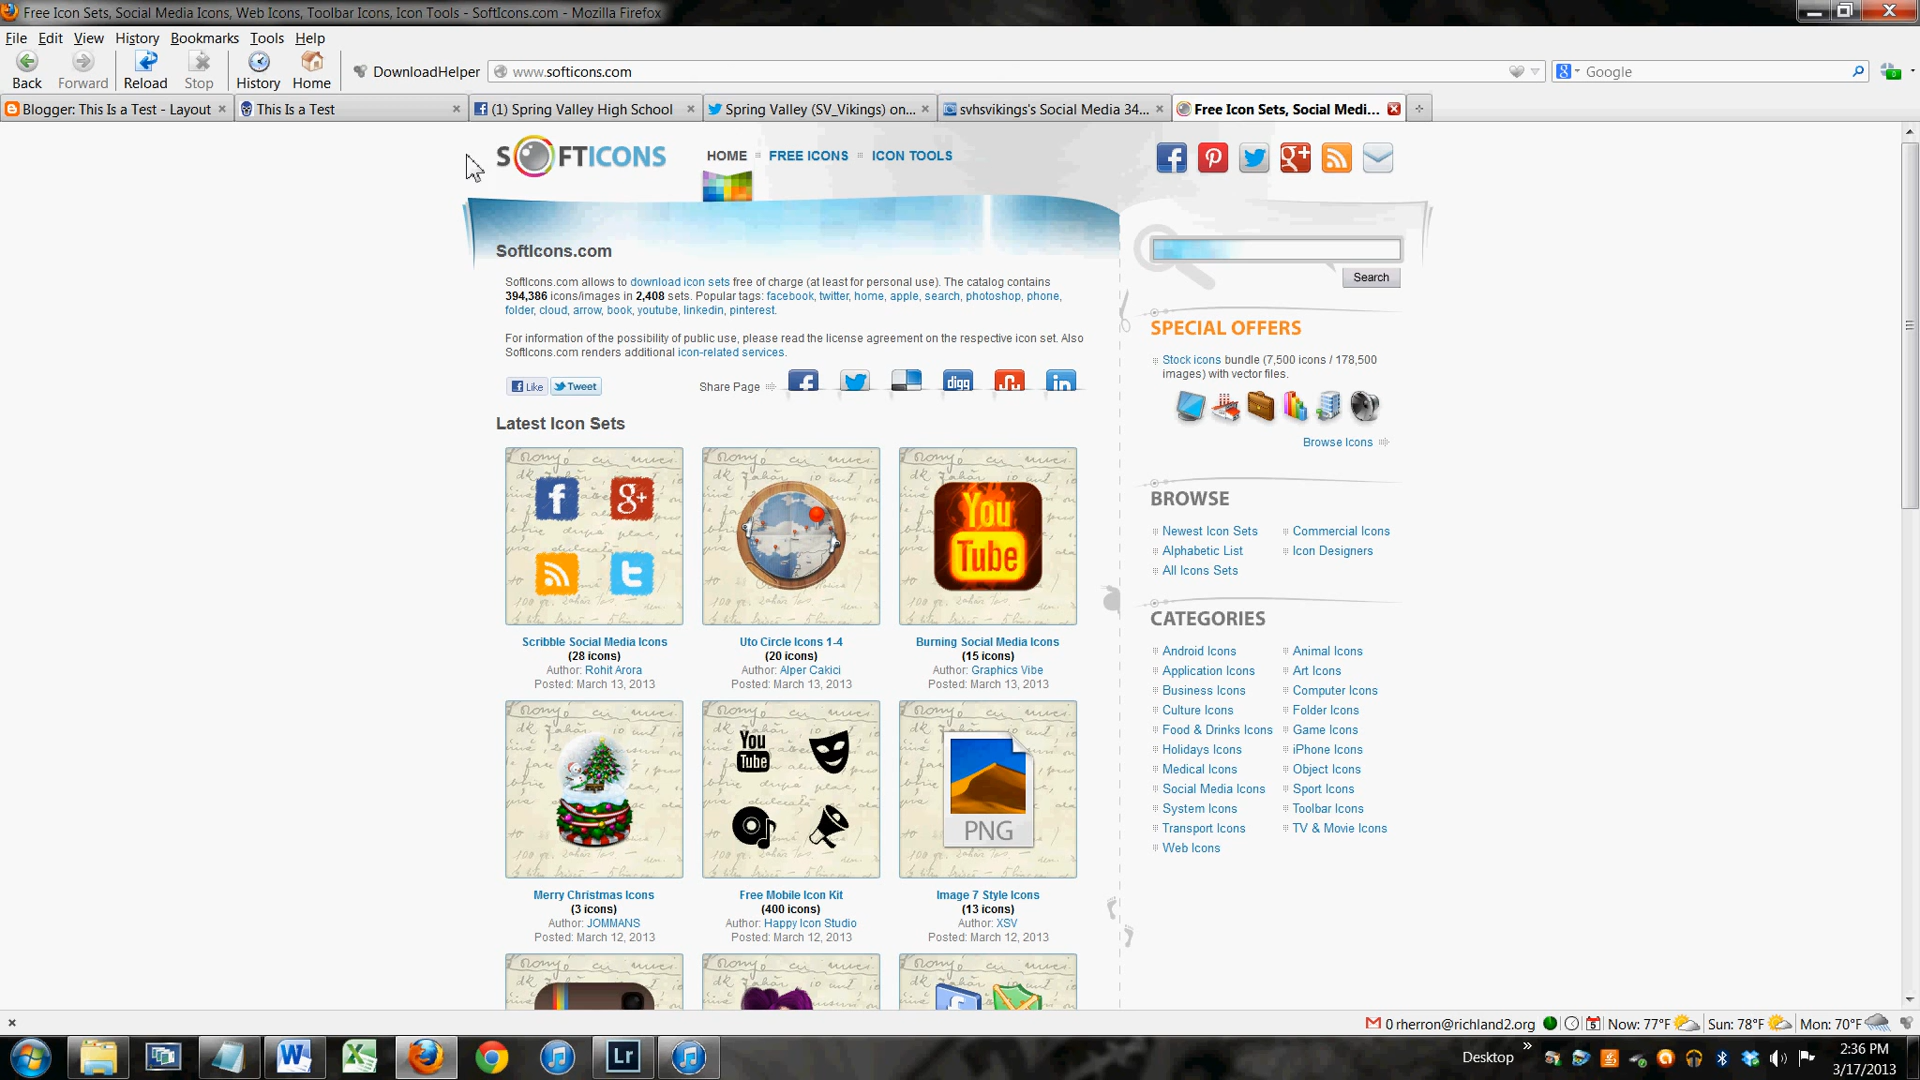 Free Icon Sets, Social Media Icons, Web Icons, Toolbar Icons, Icon Tools - SoftIcons.com - Mozilla Firefox
File Edit View History Bookmarks Tools Help
Back Forward Reload Stop History Home DownloadHelper www.softicons.com Google
Blogger: This Is a Test - Layout
This Is a Test
(1) Spring Valley High School
Spring Valley (SV_Vikings) on...
svhsvikings's Social Media 34...
Free Icon Sets, Social Medi...
SOFTICONS
HOME FREE ICONS ICON TOOLS
SoftIcons.com
SoftIcons.com allows to download icon sets free of charge (at least for personal use). The catalog contains
394,386 icons/images in 2,408 sets. Popular tags: facebook, twitter, home, apple, search, photoshop, phone,
folder, cloud, arrow, book, youtube, linkedin, pinterest.
For information of the possibility of public use, please read the license agreement on the respective icon set. Also
SoftIcons.com renders additional icon-related services.
Like Tweet Share Page
digg in
Latest Icon Sets
You
Tube
Scribble Social Media Icons
(28 icons)
Author: Rohit Arora
Posted: March 13, 2013
Uto Circle Icons 1-4
(20 icons)
Author: Alper Cakici
Posted: March 13, 2013
Burning Social Media Icons
(15 icons)
Author: Graphics Vibe
Posted: March 13, 2013
You
Tube
PNG
Merry Christmas Icons
(3 icons)
Author: JOMMANS
Posted: March 12, 2013
Free Mobile Icon Kit
(400 icons)
Author: Happy Icon Studio
Posted: March 12, 2013
Image 7 Style Icons
(13 icons)
Author: XSV
Posted: March 12, 2013
Search
SPECIAL OFFERS
Stock icons bundle (7,500 icons / 178,500
images) with vector files.
Browse Icons
BROWSE
Newest Icon Sets Commercial Icons
Alphabetic List Icon Designers
All Icons Sets
CATEGORIES
Android Icons Animal Icons
Application Icons Art Icons
Business Icons Computer Icons
Culture Icons Folder Icons
Food & Drinks Icons Game Icons
Holidays Icons iPhone Icons
Medical Icons Object Icons
Social Media Icons Sport Icons
System Icons Toolbar Icons
Transport Icons TV & Movie Icons
Web Icons
0 rherron@richland2.org Now: 77°F Sun: 78°F Mon: 70°F
Lr
Desktop
2:36 PM
3/17/2013